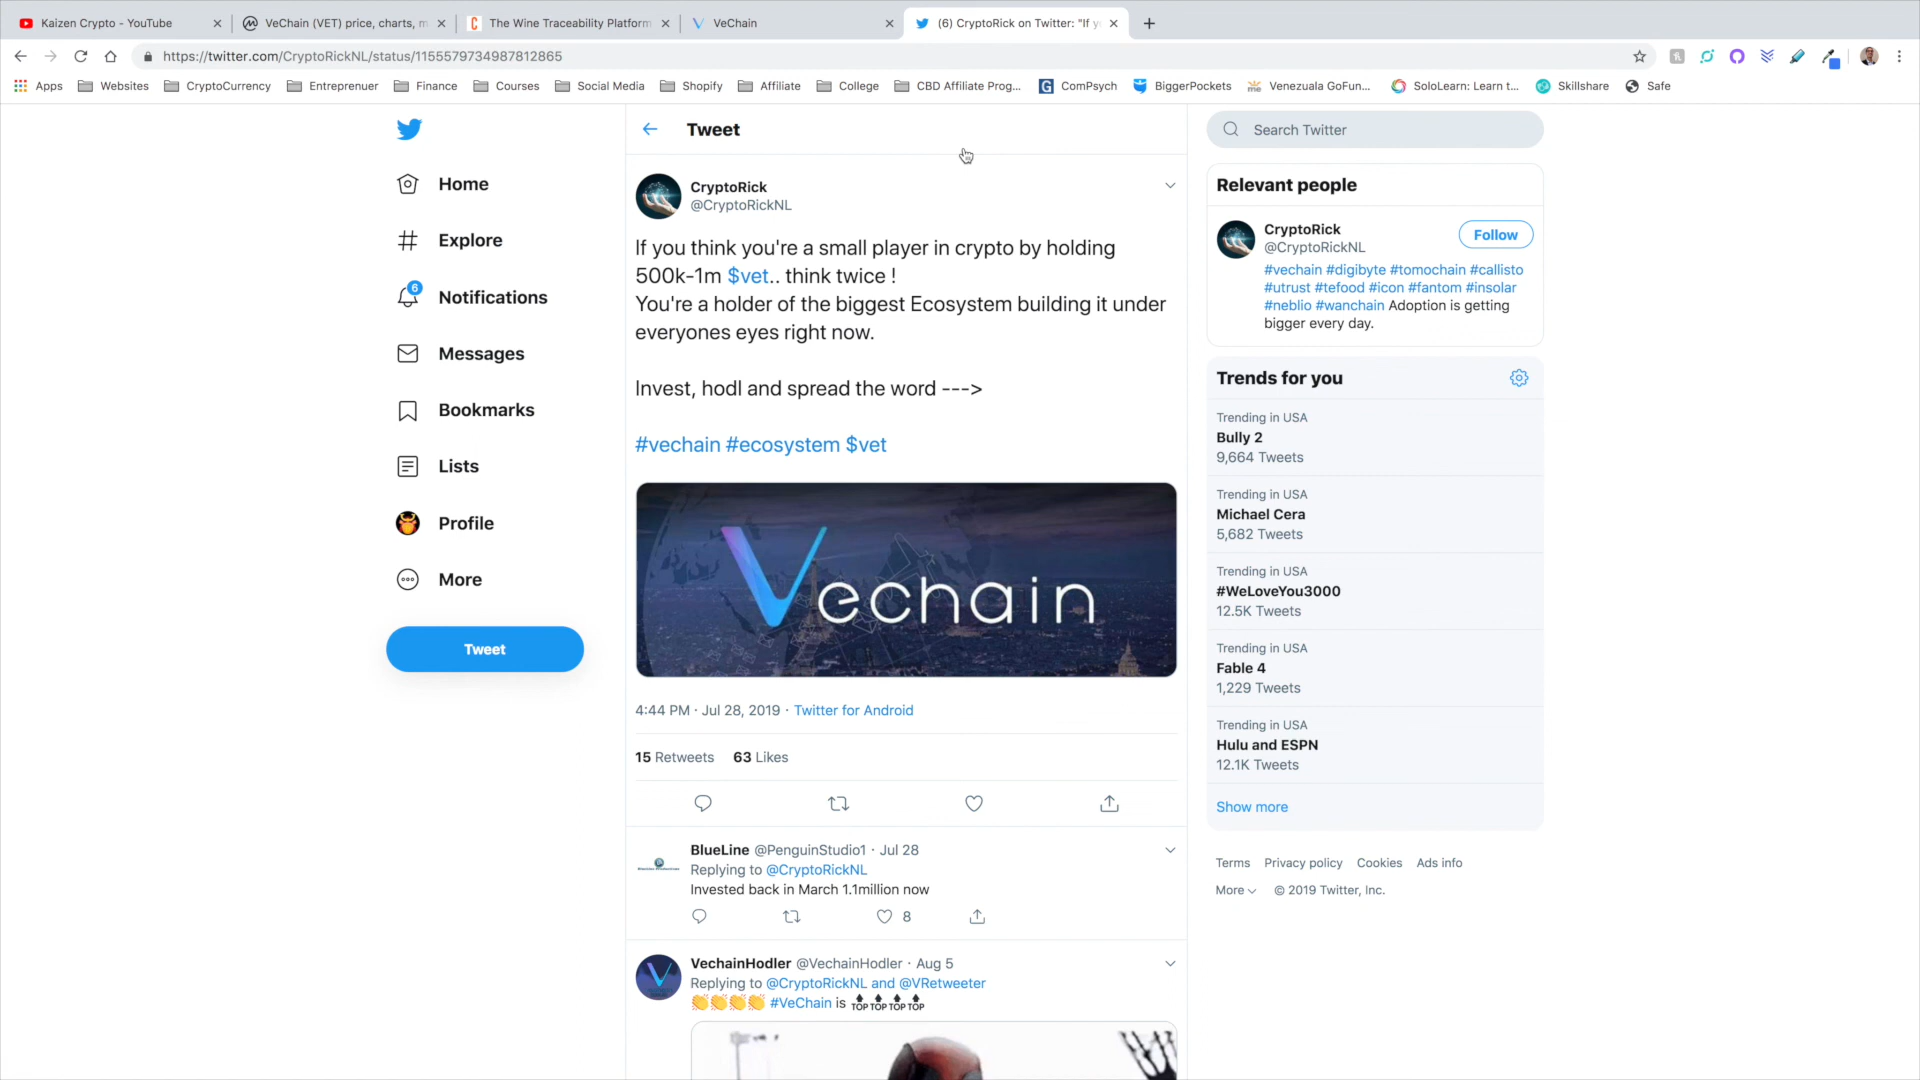 Kaizen Crypto - YouTube
VeChain (VET) price, charts, m
The Wine Traceability Platform
VeChain
(6) CryptoRick on Twitter: "If y
https://twitter.com/CryptoRickNL/status/1155579734987812865
Apps
Websites
CryptoCurrency
Entreprenuer
Finance
Courses
Social Media
Shopify
Affiliate
College
CBD Affiliate Prog...
ComPsych
BiggerPockets
Venezuala GoFun...
SoloLearn: Learn t...
Skillshare
Safe
Home
Explore
6
Notifications
Messages
Bookmarks
Lists
Profile
More
Tweet
Tweet
CryptoRick
@CryptoRickNL
If you think you're a small player in crypto by holding
500k-1m $vet.. think twice !
You're a holder of the biggest Ecosystem building it under
everyones eyes right now.
Invest, hodl and spread the word --->
#vechain #ecosystem $vet
Vechain
4:44 PM · Jul 28, 2019 · Twitter for Android
15 Retweets 63 Likes
BlueLine @PenguinStudio1 · Jul 28
Replying to @CryptoRickNL
Invested back in March 1.1million now
8
VechainHodler @VechainHodler · Aug 5
Replying to @CryptoRickNL and @VRetweeter
👏👏👏👏 #VeChain is 🔝🔝🔝🔝
Search Twitter
Relevant people
CryptoRick
@CryptoRickNL
Follow
#vechain #digibyte #tomochain #callisto
#utrust #tefood #icon #fantom #insolar
#neblio #wanchain Adoption is getting
bigger every day.
Trends for you
Trending in USA
Bully 2
9,664 Tweets
Trending in USA
Michael Cera
5,682 Tweets
Trending in USA
#WeLoveYou3000
12.5K Tweets
Trending in USA
Fable 4
1,229 Tweets
Trending in USA
Hulu and ESPN
12.1K Tweets
Show more
Terms Privacy policy Cookies Ads info
More © 2019 Twitter, Inc.